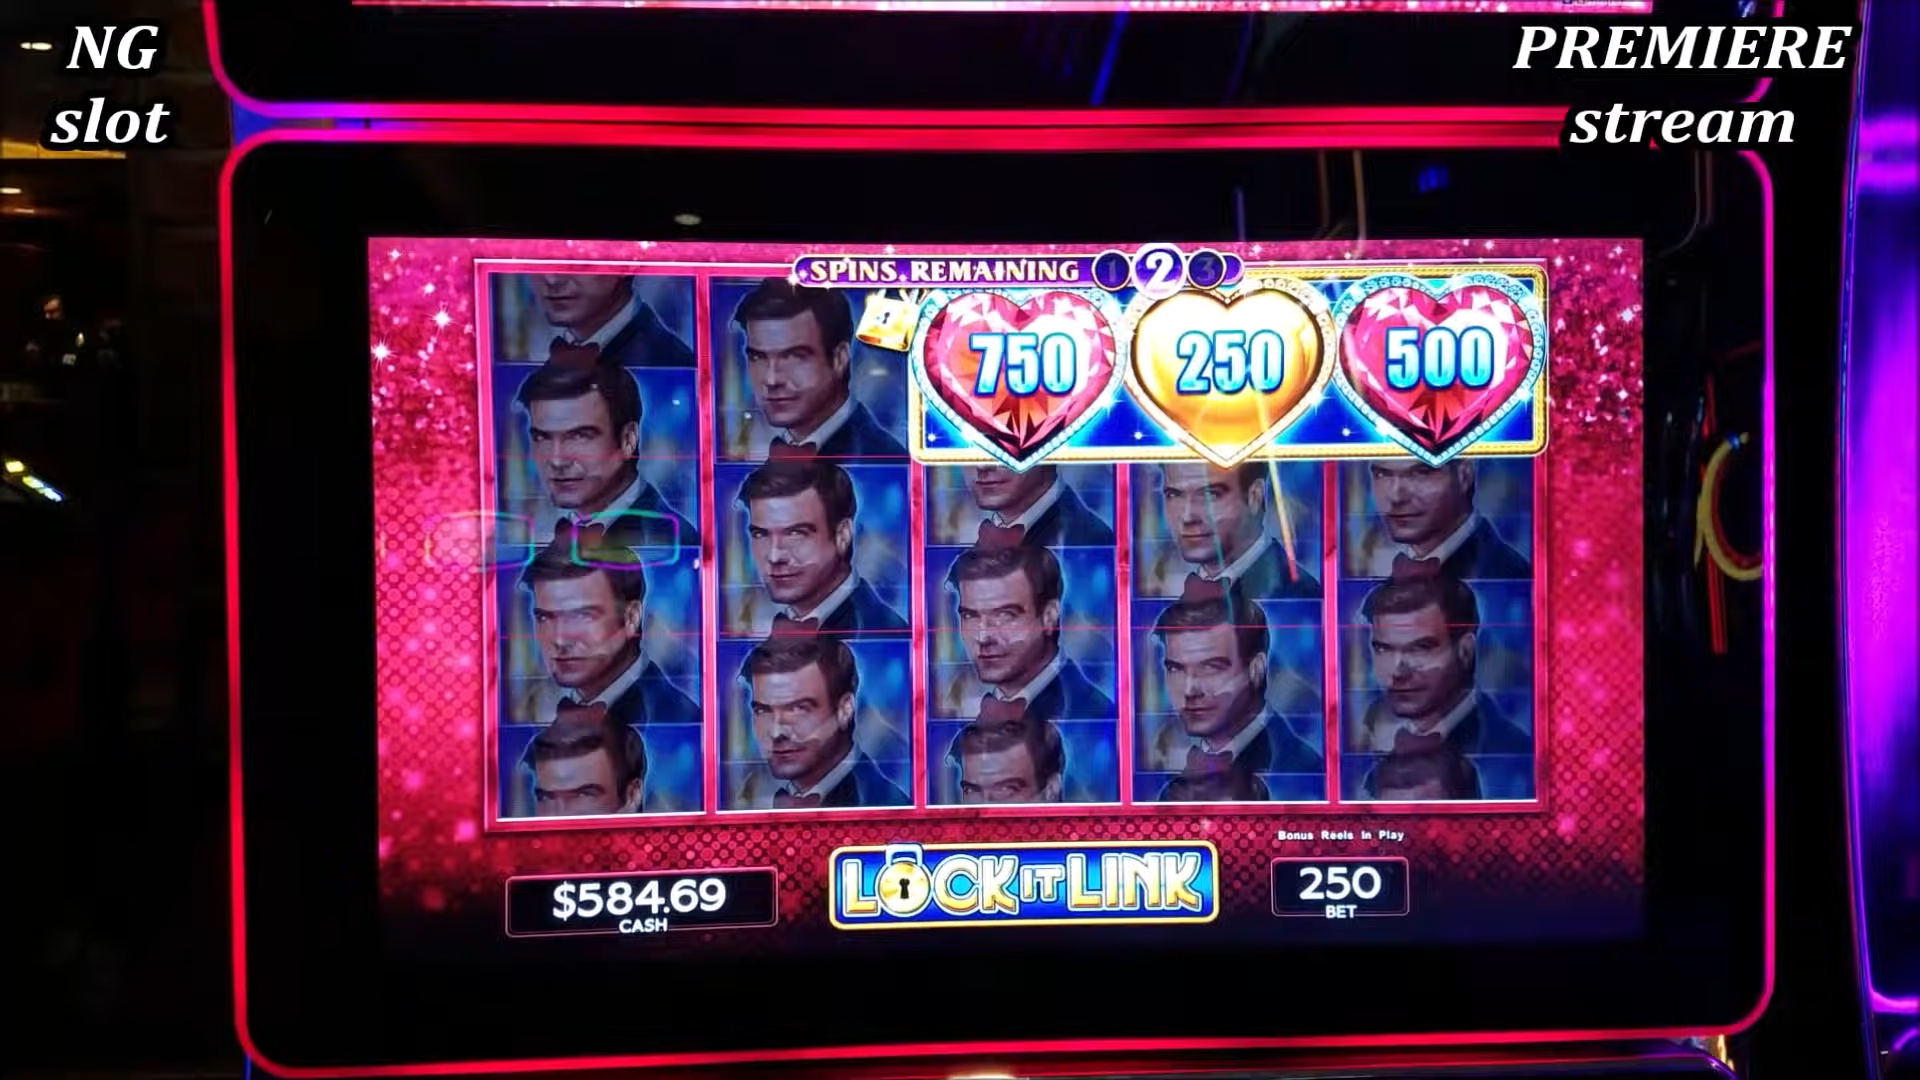 NG
slot
PREMIERE
stream
SPINS REMAINING 1 2 3
750 250 500
Bonus Reels in Play
$584.69
CASH
LOCK IT LINK
250
BET